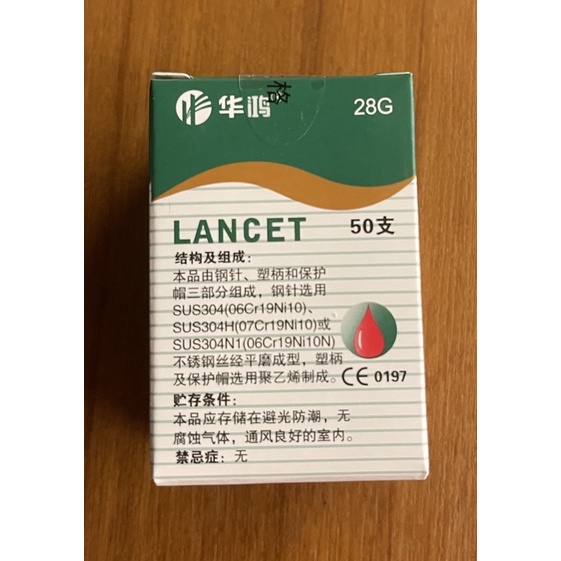 格
华鸿
28G
LANCET 50支
结构及组成:
本品由钢针、塑柄和保护
帽三部分组成，钢针选用
SUS304(06Cr19Ni10)、
SUS304H(07Cr19Ni10)或
SUS304N1(06Cr19Ni10N)
不锈钢丝经平磨成型，塑柄
及保护帽选用聚乙烯制成。 CE 0197
贮存条件:
本品应存储在避光防潮，无
腐蚀气体，通风良好的室内。
禁忌症: 无